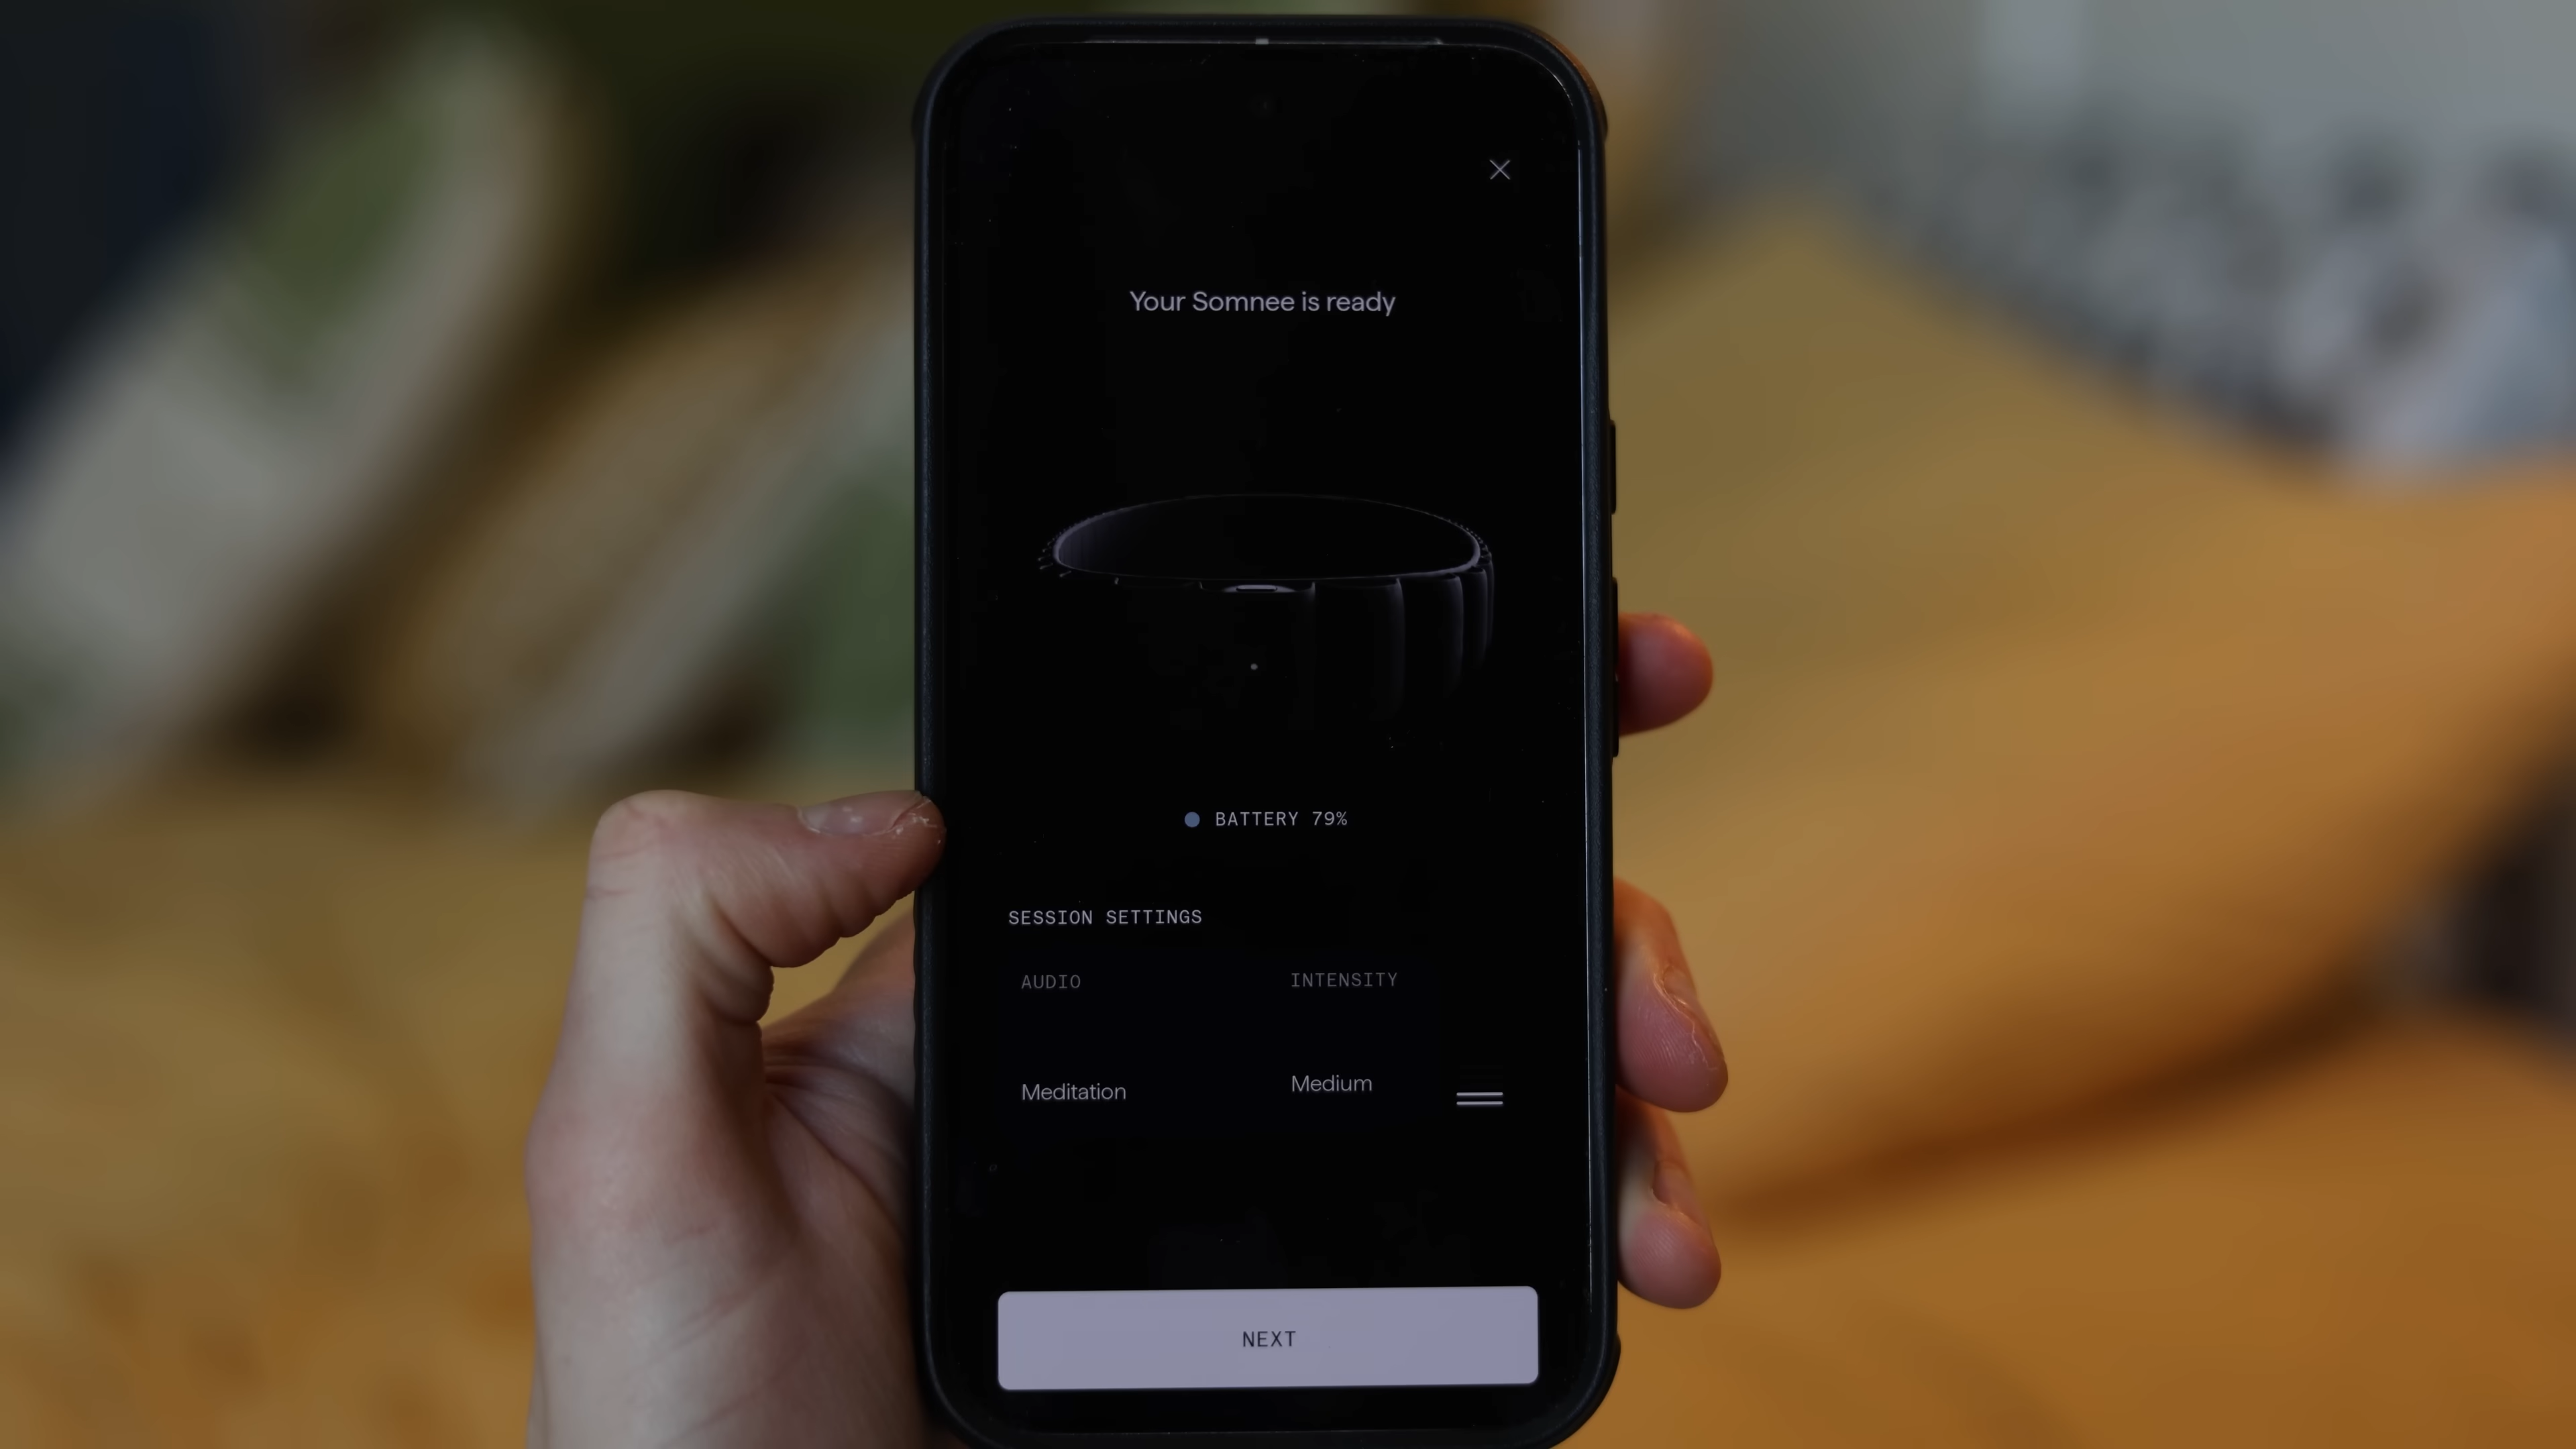 Your Somnee is ready
BATTERY 79%
SESSION SETTINGS
AUDIO
INTENSITY
Meditation
Medium
NEXT